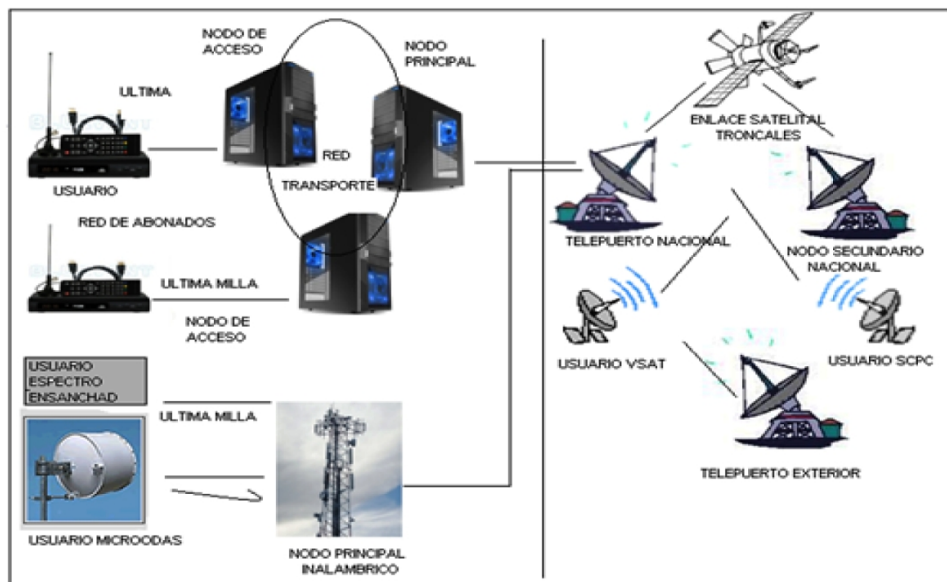 NODO DE
ACCESO
NODO
PRINCIPAL
ULTIMA
ENLACE SATELITAL
TRONCALES
RED
TRANSPORTE
USUARIO
RED DE ABONADOS
TELEPUERTO NACIONAL
NODO SECUNDARIO
NACIONAL
ULTIMA MILLA
NODO DE
ACCESO
USUARIO VSAT
USUARIO SCPC
USUARIO
ESPECTRO
ENSANCHAD
ULTIMA MILLA
TELEPUERTO EXTERIOR
USUARIO MICROODAS
NODO PRINCIPAL
INALAMBRICO